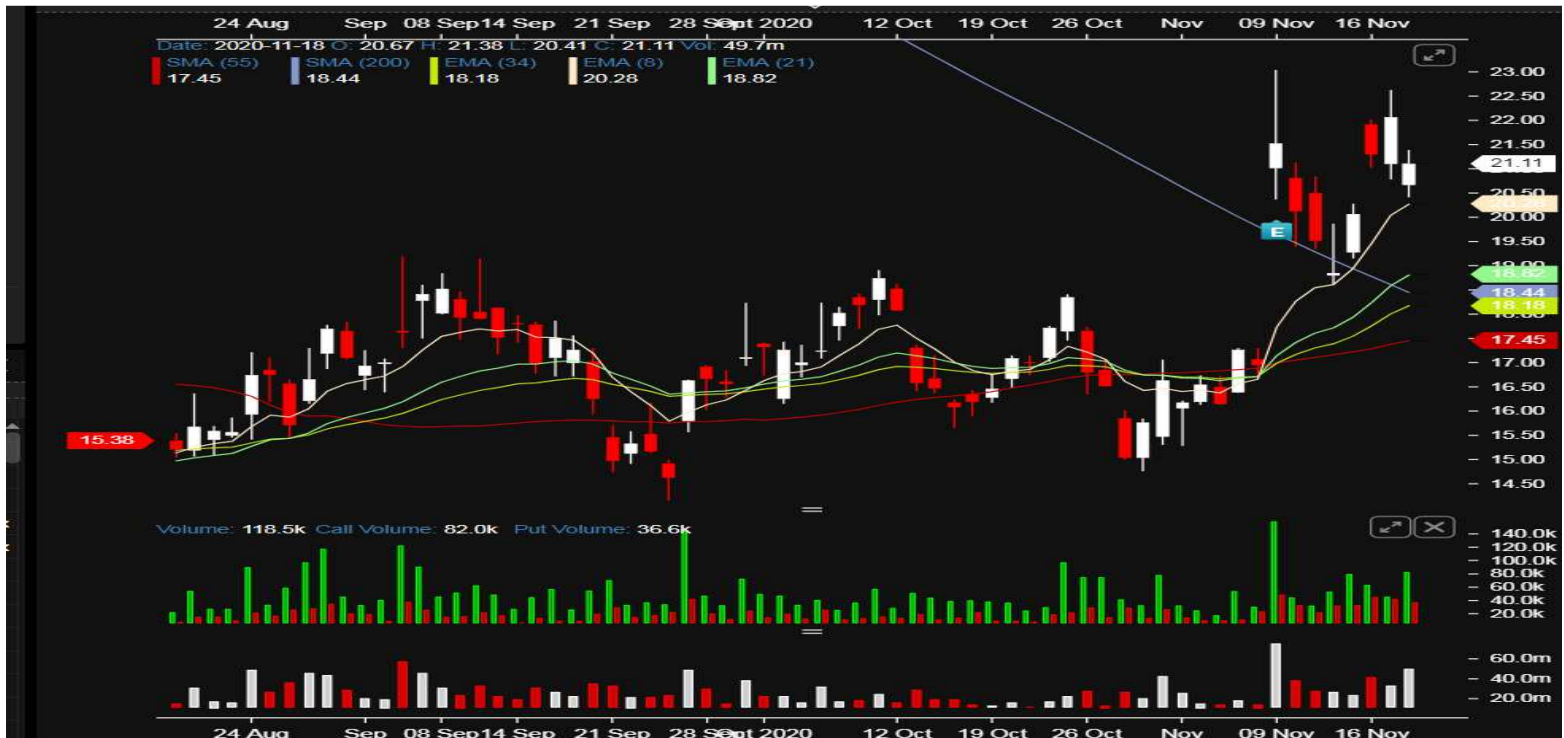 24 Aug Sep 08 Sep 14 Sep 21 Sep 28 Sep Oct 2020 12 Oct 19 Oct 26 Oct Nov 09 Nov 16 Nov
Date: 2020-11-18 O: 20.67 H: 21.38 L: 20.41 C: 21.11 Vol: 49.7m
SMA (55) SMA (200) EMA (34) EMA (8) EMA (21)
17.45 18.44 18.18 20.28 18.82
23.00
22.50
22.00
21.50
21.11
20.50
20.28
20.00
19.50
E
19.00
18.82
18.44
18.18
18.00
17.45
17.00
16.50
16.00
15.50
15.38
15.00
14.50
Volume: 118.5k Call Volume: 82.0k Put Volume: 36.6k
140.0k
120.0k
100.0k
80.0k
60.0k
40.0k
20.0k
60.0m
40.0m
20.0m
24 Aug Sep 08 Sep 14 Sep 21 Sep 28 Sep 2020 12 Oct 19 Oct 26 Oct Nov 09 Nov 16 Nov